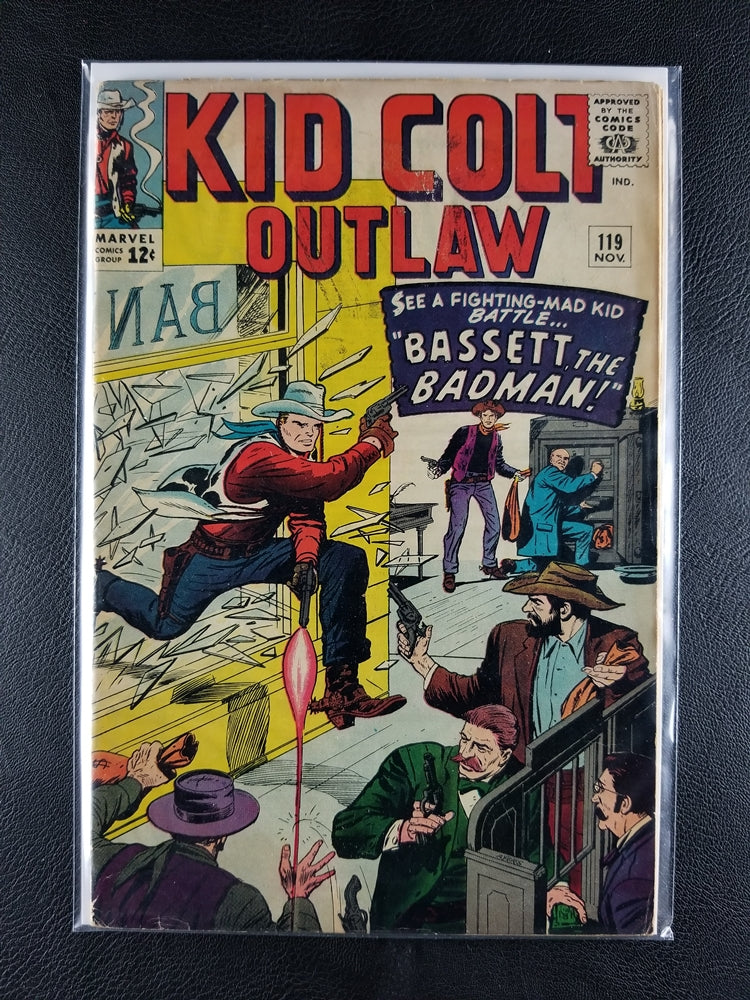 KID COLT
OUTLAW
APPROVED
BY THE
COMICS
CODE
CA
AUTHORITY
IND.
MARVEL
COMICS
GROUP 12¢
119
NOV.
BAN
SEE A FIGHTING-MAD KID
BATTLE...
"BASSETT, THE
BADMAN!"